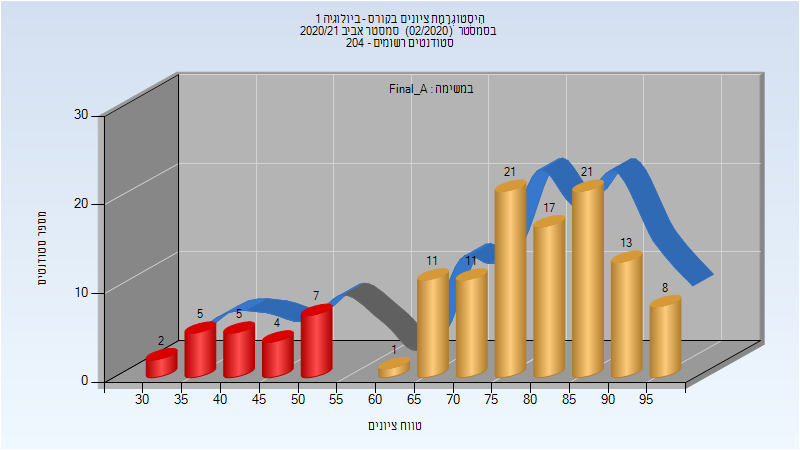 היסטוגרמת ציונים בקורס - ביולוגיה 1
בסמסטר (02/2020) סמסטר אביב 2020/21
סטודנטים רשומים - 204
במשימה : Final_A
מספר סטודנטים
30
20
10
0
2
5
5
4
7
1
11
11
21
17
21
13
8
30 35 40 45 50 55 60 65 70 75 80 85 90 95
טווח ציונים